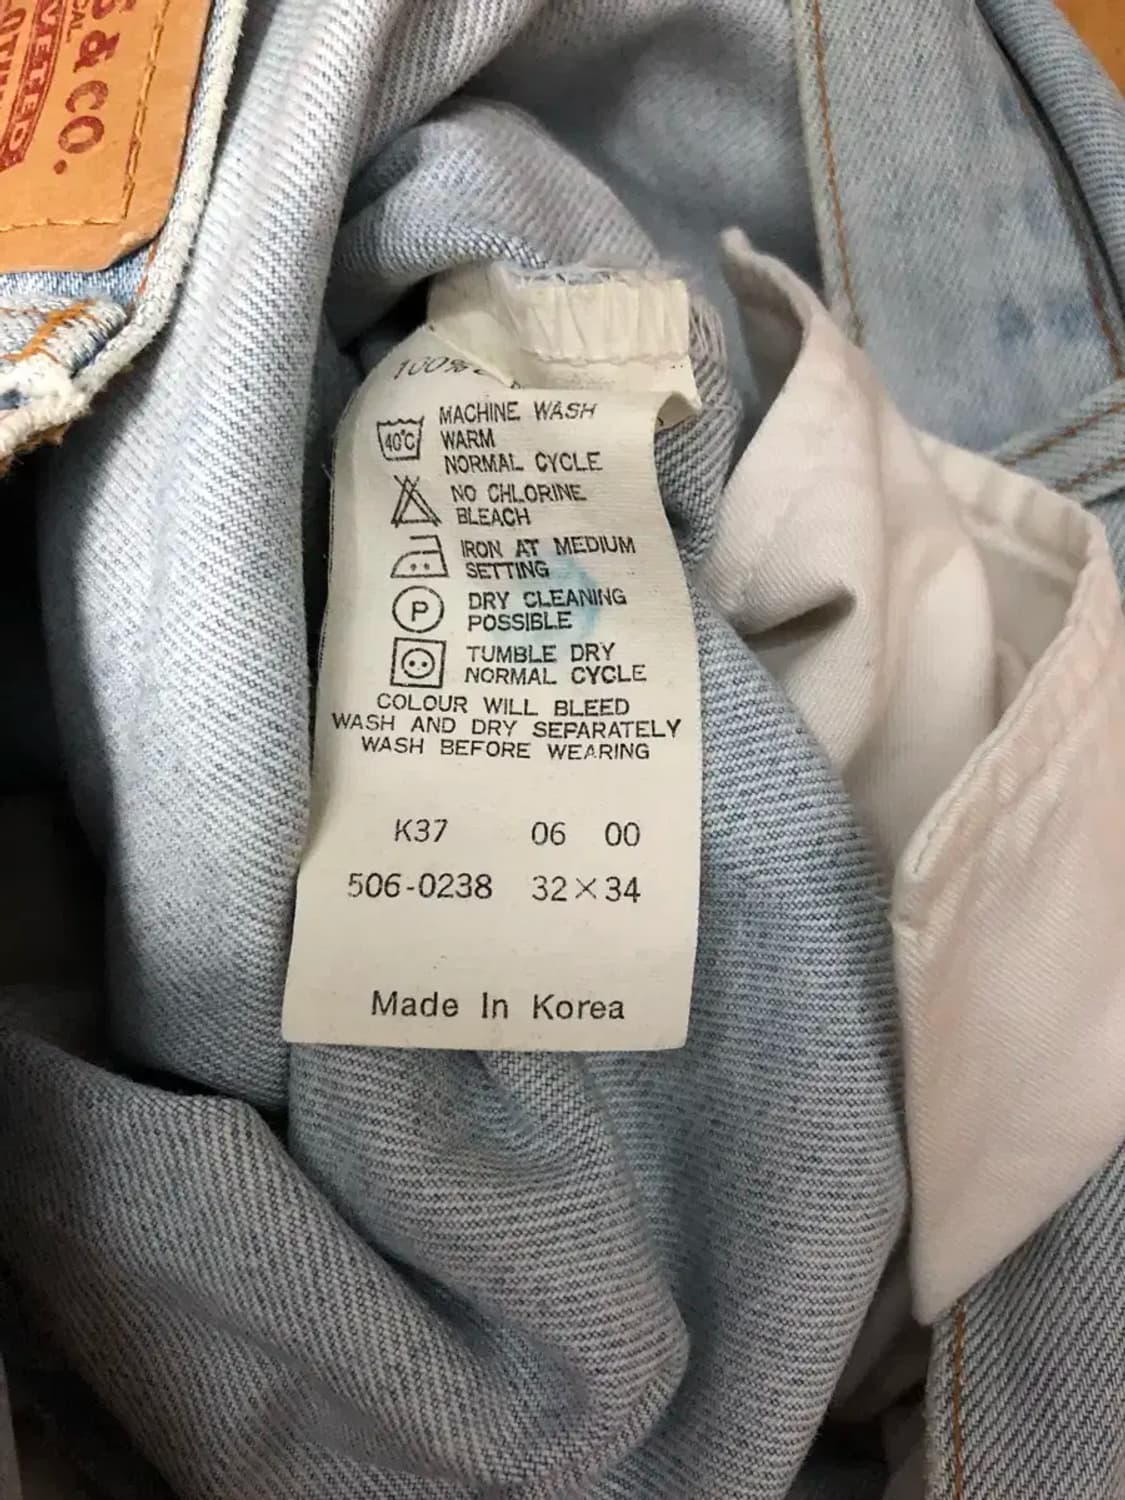 & CO.
100%
40°C
MACHINE WASH
WARM
NORMAL CYCLE
NO CHLORINE
BLEACH
IRON AT MEDIUM
SETTING
P
DRY CLEANING
POSSIBLE
TUMBLE DRY
NORMAL CYCLE
COLOUR WILL BLEED
WASH AND DRY SEPARATELY
WASH BEFORE WEARING
K37 06 00
506-0238 32×34
Made In Korea